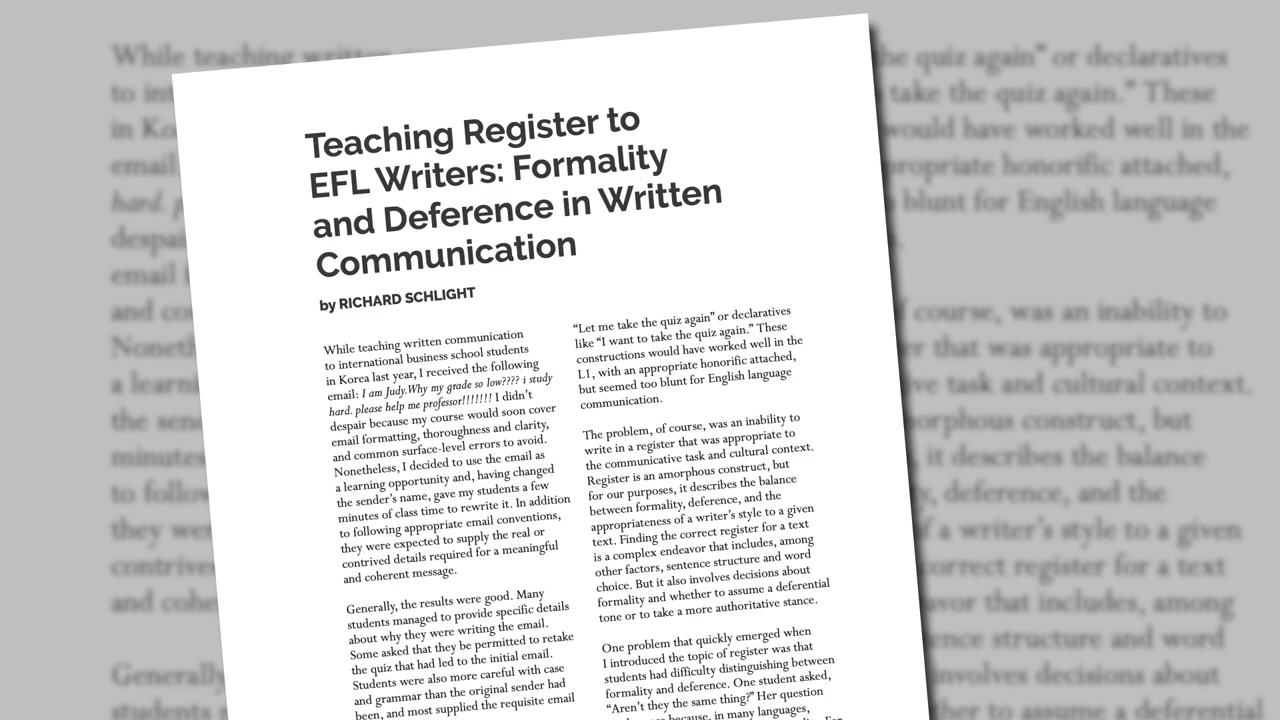 Teaching Register to
EFL Writers: Formality
and Deference in Written
Communication
by RICHARD SCHLIGHT
While teaching written communication
to international business school students
in Korea last year, I received the following
email: I am Judy.Why my grade so low???? i study
hard. please help me professor!!!!!!! I didn’t
despair because my course would soon cover
email formatting, thoroughness and clarity,
and common surface-level errors to avoid.
Nonetheless, I decided to use the email as
a learning opportunity and, having changed
the sender’s name, gave my students a few
minutes of class time to rewrite it. In addition
to following appropriate email conventions,
they were expected to supply the real or
contrived details required for a meaningful
and coherent message.
Generally, the results were good. Many
students managed to provide specific details
about why they were writing the email.
Some asked that they be permitted to retake
the quiz that had led to the initial email.
Students were also more careful with case
and grammar than the original sender had
been, and most supplied the requisite email
“Let me take the quiz again” or declaratives
like “I want to take the quiz again.” These
constructions would have worked well in the
L1, with an appropriate honorific attached,
but seemed too blunt for English language
communication.
The problem, of course, was an inability to
write in a register that was appropriate to
the communicative task and cultural context.
Register is an amorphous construct, but
for our purposes, it describes the balance
between formality, deference, and the
appropriateness of a writer’s style to a given
text. Finding the correct register for a text
is a complex endeavor that includes, among
other factors, sentence structure and word
choice. But it also involves decisions about
formality and whether to assume a deferential
tone or to take a more authoritative stance.
One problem that quickly emerged when
I introduced the topic of register was that
students had difficulty distinguishing between
formality and deference. One student asked,
“Aren’t they the same thing?” Her question
because, in many languages,